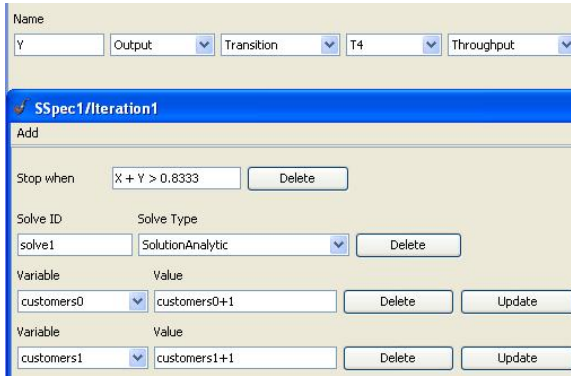 Name
Y Output Transition T4 Throughput
SSpec1/Iteration1
Add
Stop when X + Y > 0.8333 Delete
Solve ID Solve Type
solve1 SolutionAnalytic Delete
Variable Value
customers0 customers0+1 Delete Update
Variable Value
customers1 customers1+1 Delete Update